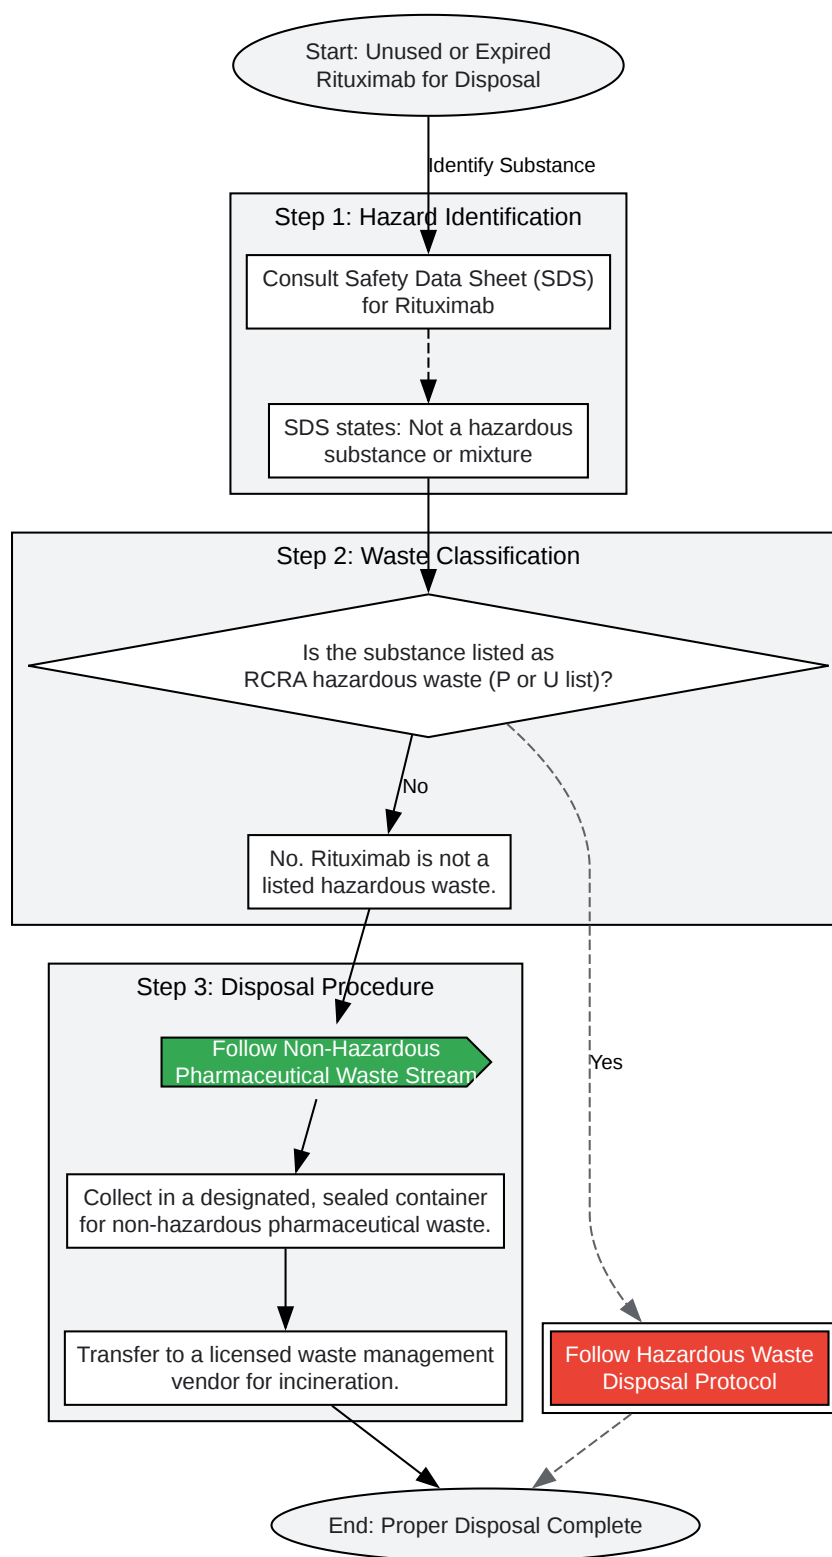 Start: Unused or Expired
Rituximab for Disposal
Identify Substance
Step 1: Hazard Identification
Consult Safety Data Sheet (SDS)
for Rituximab
SDS states: Not a hazardous
substance or mixture
Step 2: Waste Classification
Is the substance listed as
RCRA hazardous waste (P or U list)?
No
No. Rituximab is not a
listed hazardous waste.
Step 3: Disposal Procedure
Follow Non-Hazardous
Pharmaceutical Waste Stream
Yes
Collect in a designated, sealed container
for non-hazardous pharmaceutical waste.
Transfer to a licensed waste management
vendor for incineration.
Follow Hazardous Waste
Disposal Protocol
End: Proper Disposal Complete